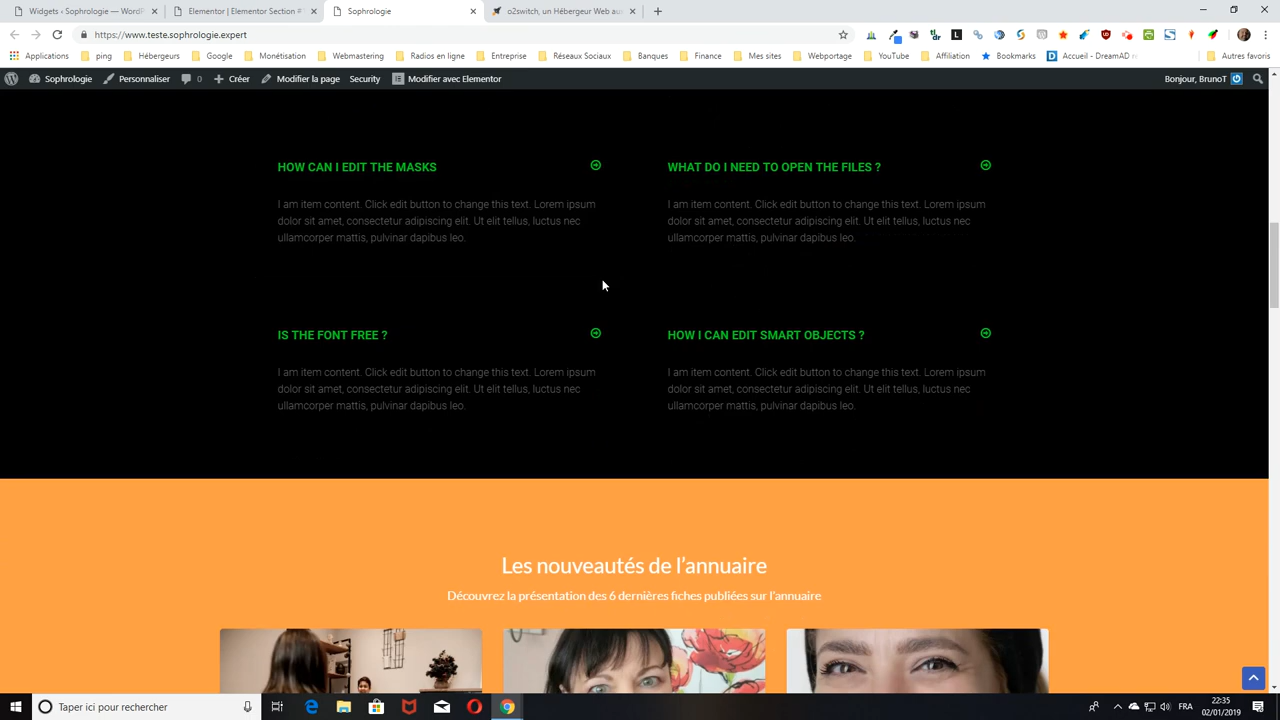 Widgets ‹ Sophrologie — WordP
Elementor | Elementor Section #
Sophrologie
o2switch, un Hébergeur Web au
https://www.teste.sophrologie.expert
Applications
ping
Hébergeurs
Google
Monétisation
Webmastering
Radios en ligne
Entreprise
Réseaux Sociaux
Banques
Finance
Mes sites
Webportage
YouTube
Affiliation
Bookmarks
Accueil - DreamAD
Autres favoris
Sophrologie
Personnaliser
0
Créer
Modifier la page
Security
Modifier avec Elementor
Bonjour, BrunoT
HOW CAN I EDIT THE MASKS
I am item content. Click edit button to change this text. Lorem ipsum
dolor sit amet, consectetur adipiscing elit. Ut elit tellus, luctus nec
ullamcorper mattis, pulvinar dapibus leo.
WHAT DO I NEED TO OPEN THE FILES ?
I am item content. Click edit button to change this text. Lorem ipsum
dolor sit amet, consectetur adipiscing elit. Ut elit tellus, luctus nec
ullamcorper mattis, pulvinar dapibus leo.
IS THE FONT FREE ?
I am item content. Click edit button to change this text. Lorem ipsum
dolor sit amet, consectetur adipiscing elit. Ut elit tellus, luctus nec
ullamcorper mattis, pulvinar dapibus leo.
HOW I CAN EDIT SMART OBJECTS ?
I am item content. Click edit button to change this text. Lorem ipsum
dolor sit amet, consectetur adipiscing elit. Ut elit tellus, luctus nec
ullamcorper mattis, pulvinar dapibus leo.
Les nouveautés de l’annuaire
Découvrez la présentation des 6 dernières fiches publiées sur l’annuaire
Taper ici pour rechercher
FRA
22:35
02/01/2019